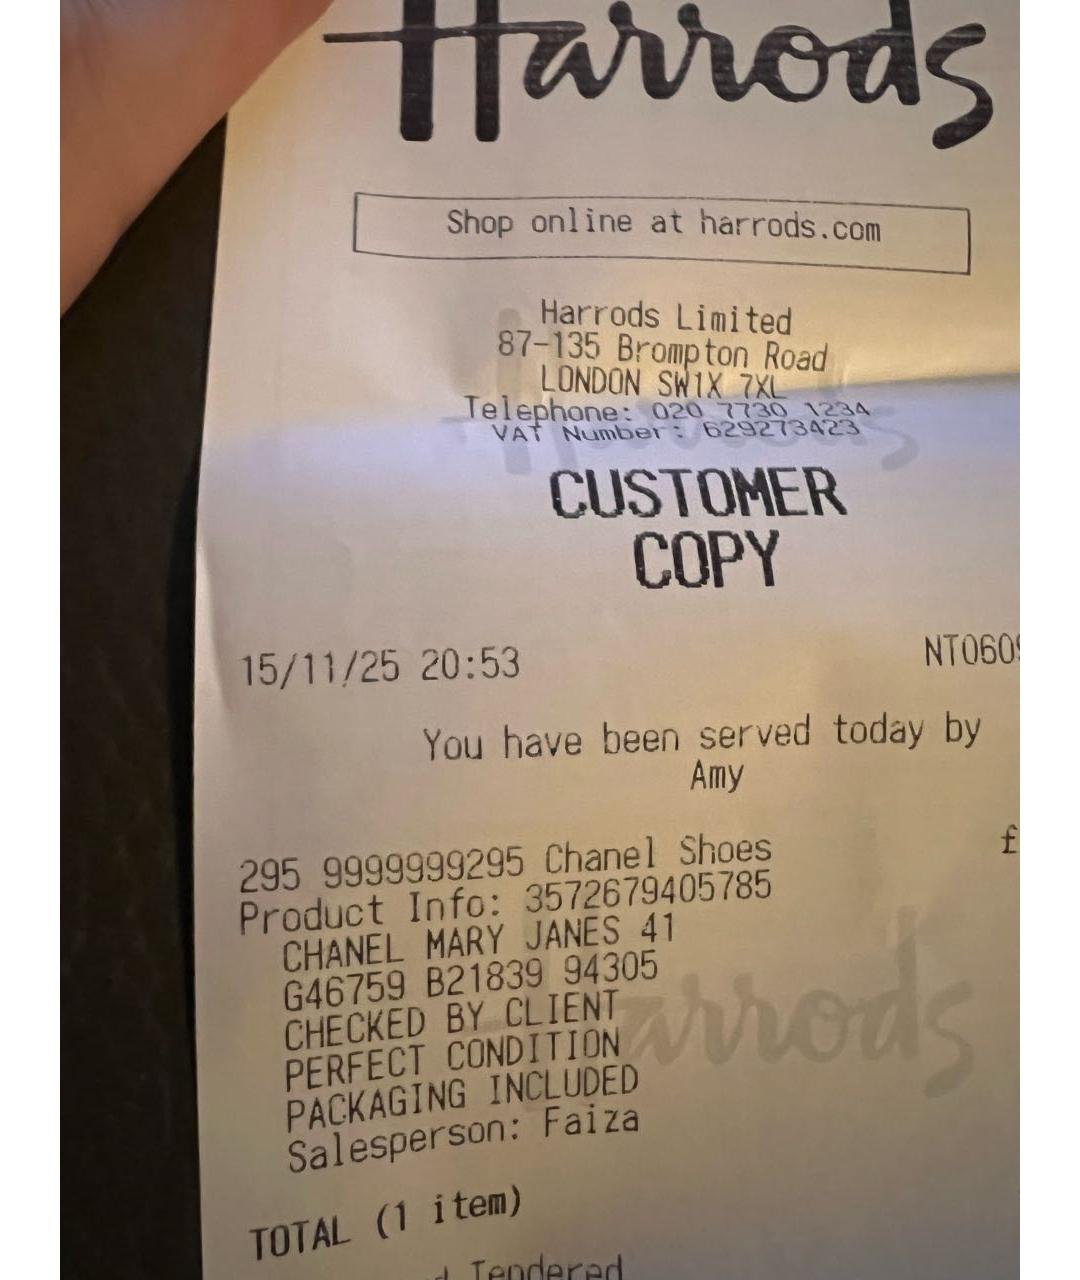 Harrods
Shop online at harrods.com
Harrods Limited
87-135 Brompton Road
LONDON SW1X 7XL
Telephone: 020 7730 1234
VAT Number: 629273423
CUSTOMER
COPY
15/11/25 20:53 NT060
You have been served today by
Amy
295 9999999295 Chanel Shoes £
Product Info: 3572679405785
CHANEL MARY JANES 41
G46759 B21839 94305
CHECKED BY CLIENT
PERFECT CONDITION
PACKAGING INCLUDED
Salesperson: Faiza
TOTAL (1 item)
Tendered